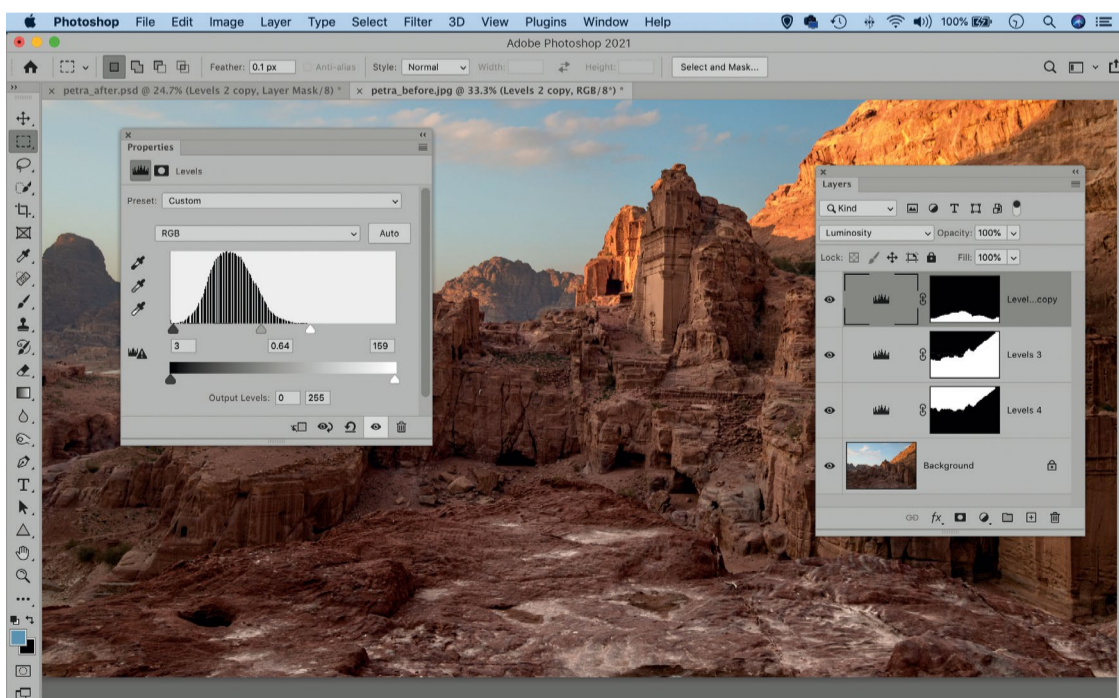 Photoshop File Edit Image Layer Type Select Filter 3D View Plugins Window Help 100%
Adobe Photoshop 2021
Feather: 0.1 px Anti-alias Style: Normal Width: Height: Select and Mask...
× petra_after.psd @ 24.7% (Levels 2 copy, Layer Mask/8) * × petra_before.jpg @ 33.3% (Levels 2 copy, RGB/8*) *
Properties
Levels
Preset: Custom
RGB Auto
3 0.64 159
Output Levels: 0 255
Layers
Kind
Luminosity Opacity: 100%
Lock: Fill: 100%
Level...copy
Levels 3
Levels 4
Background
fx